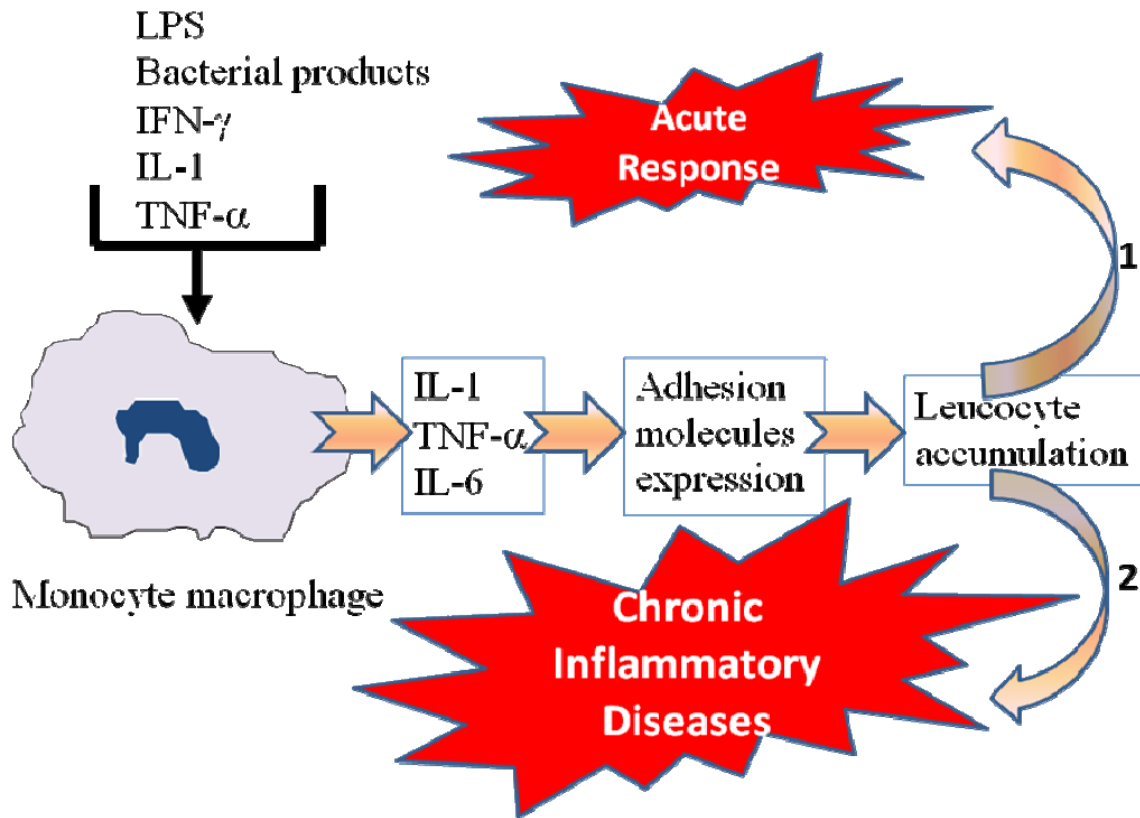 LPS
Bacterial products
IFN-γ
IL-1
TNF-α
Acute
Response
1
IL-1
TNF-α
IL-6
Adhesion
molecules
expression
Leucocyte
accumulation
Monocyte macrophage
2
Chronic
Inflammatory
Diseases